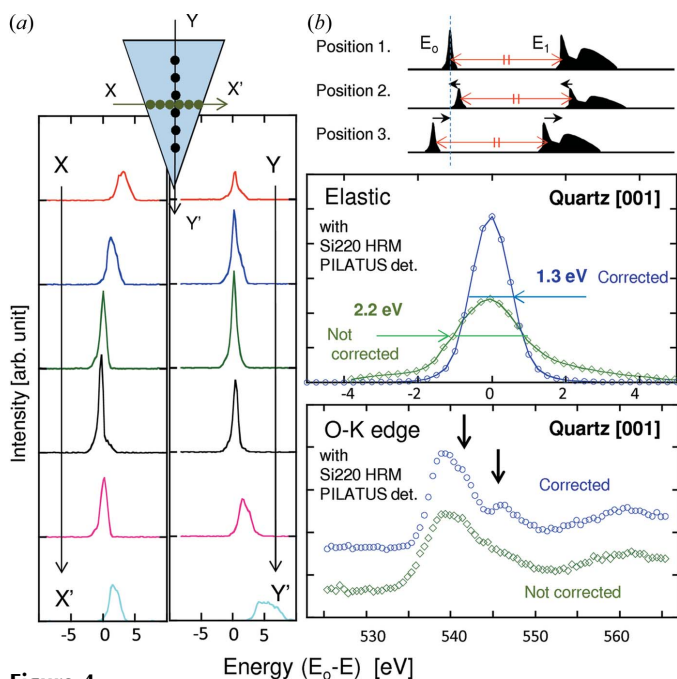 (a)
Y
X
X'
Y'
X
Y
X'
Y'
Intensity [arb. unit]
-5
0
5
-5
0
5
(b)
Position 1.
E₀
E₁
Position 2.
Position 3.
Elastic
Quartz [001]
with
Si220 HRM
PILATUS det.
1.3 eV
Corrected
2.2 eV
Not
corrected
-4
-2
0
2
4
O-K edge
Quartz [001]
with
Si220 HRM
PILATUS det.
Corrected
Not corrected
530
540
550
560
Energy (E₀-E) [eV]
Figure 4